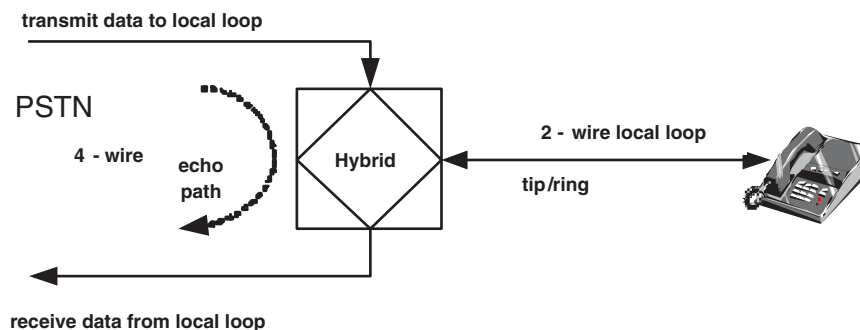 transmit data to local loop
PSTN
4 - wire
echo
path
Hybrid
2 - wire local loop
tip/ring
receive data from local loop